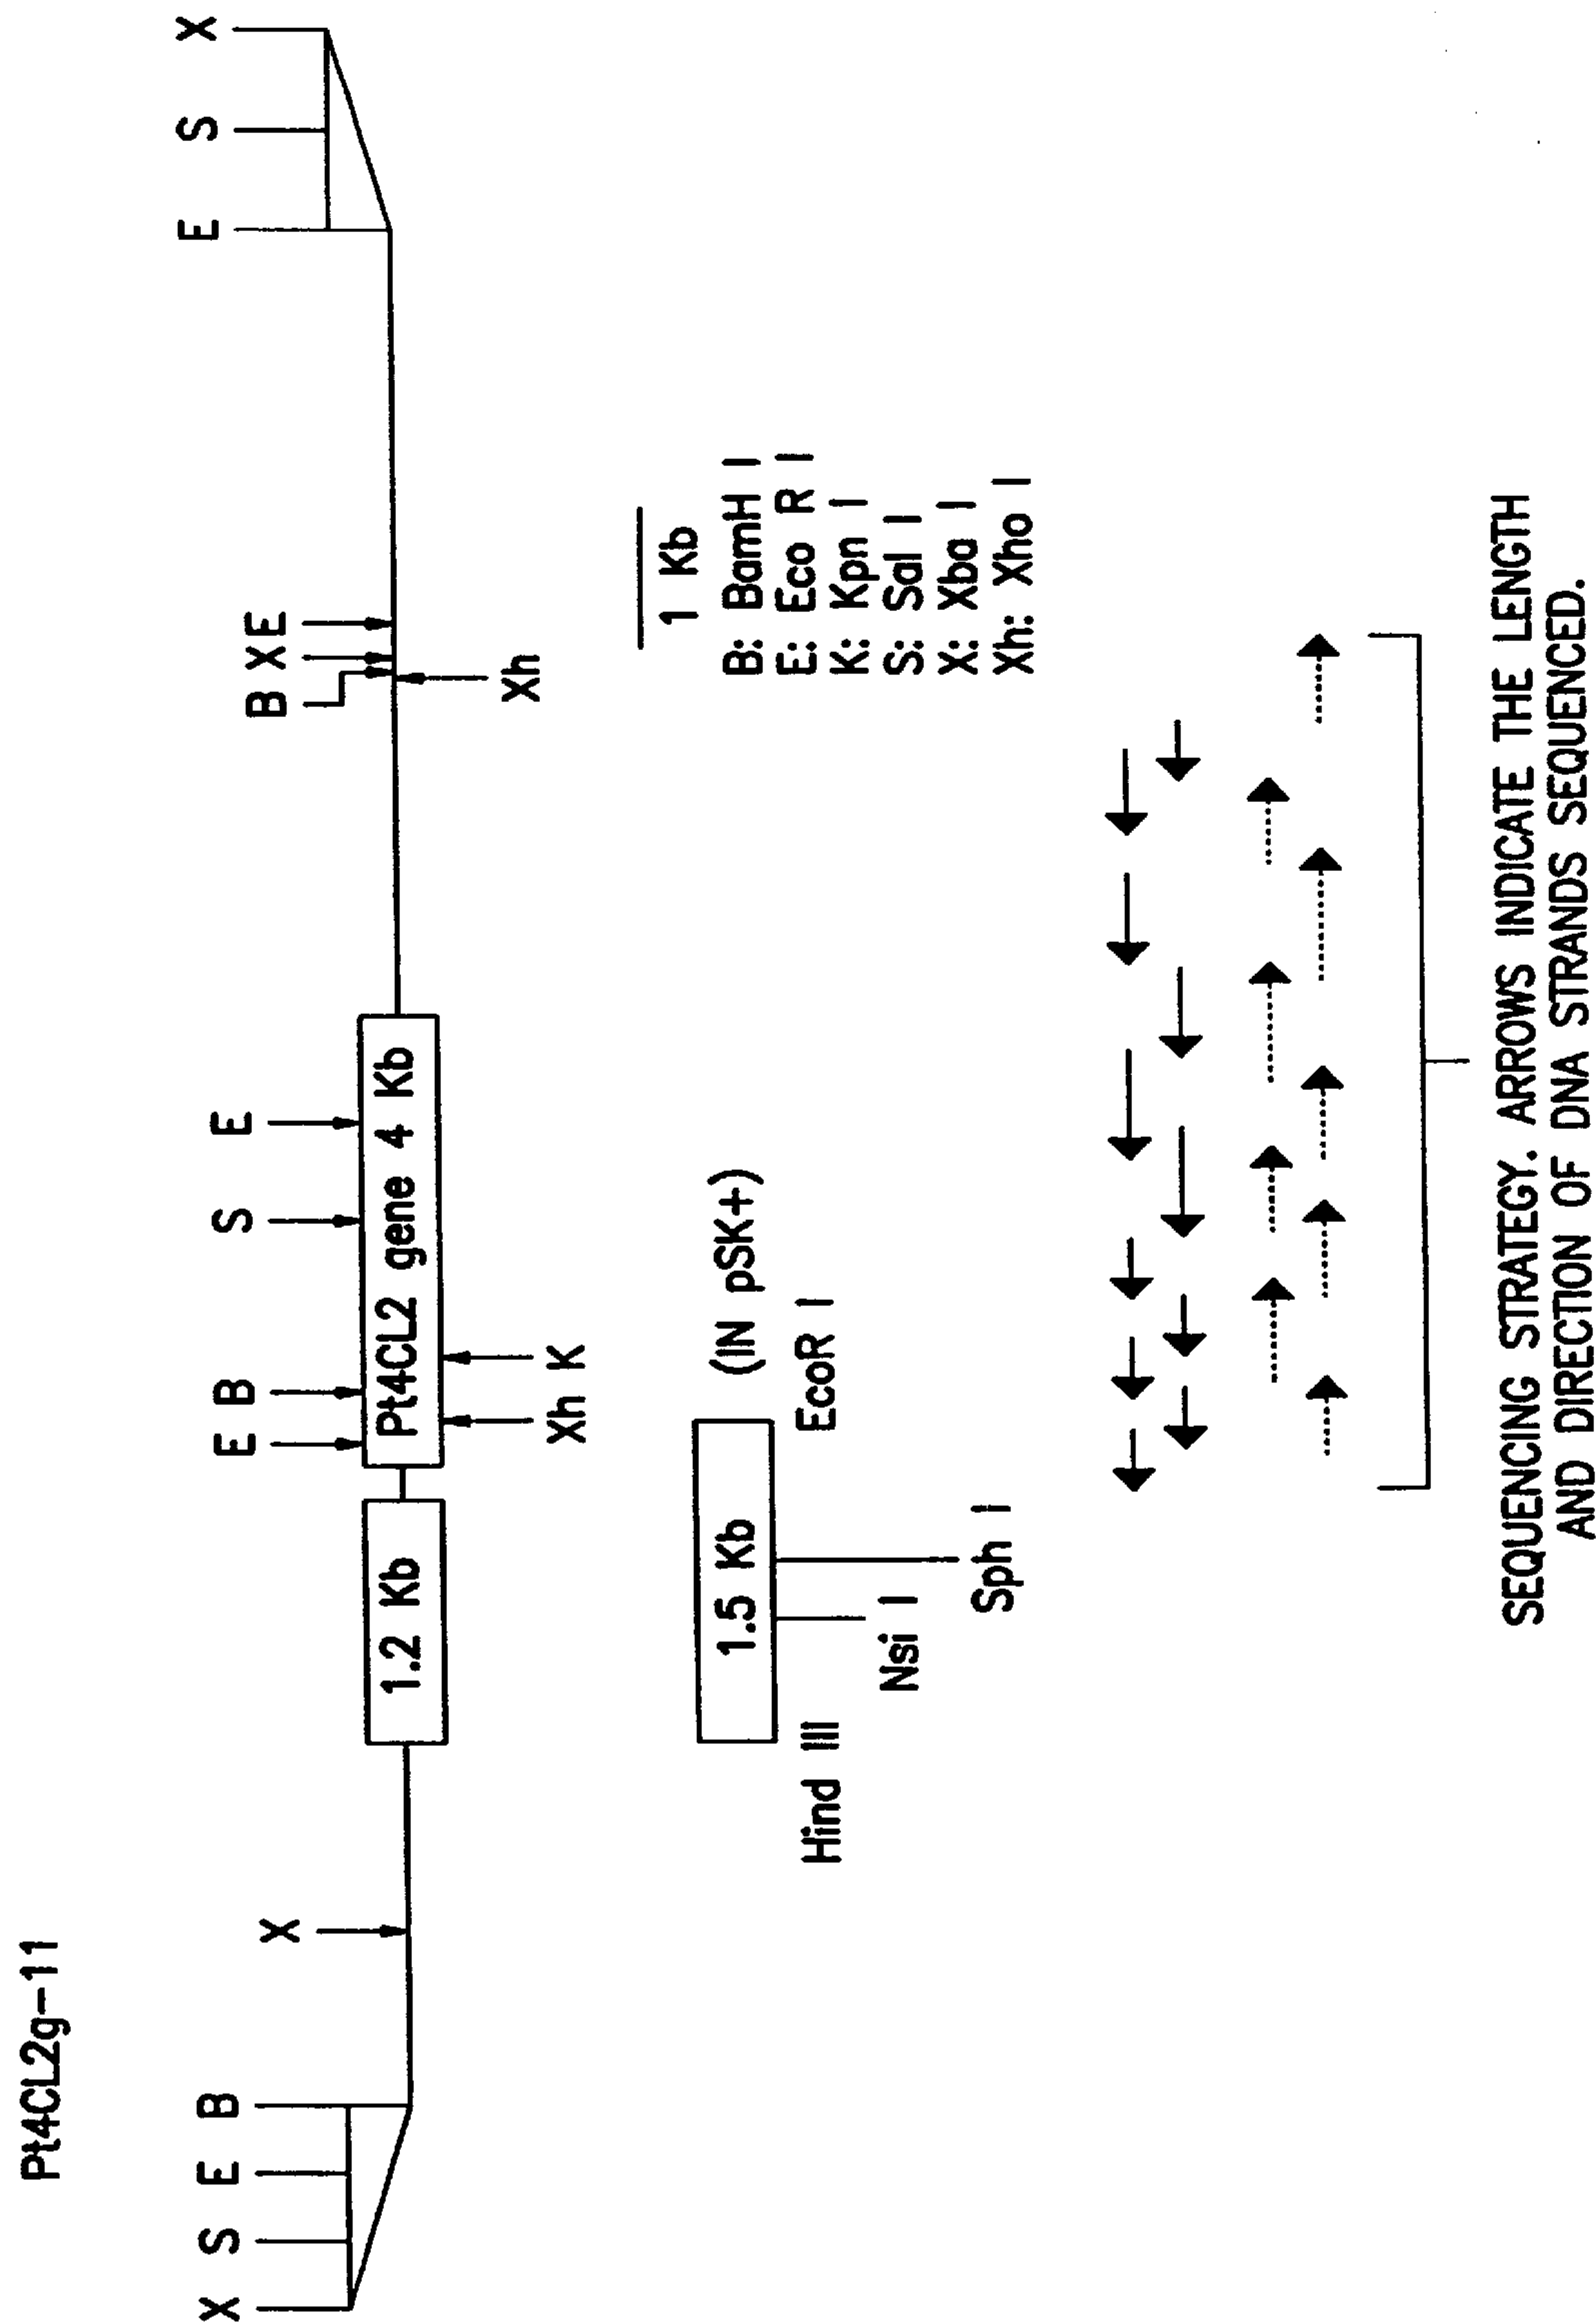 Pt4CL2g-11
X S E B
X
E B
S
E
B X E
E S X
1.2 Kb
Pt4CL2 gene 4 Kb
Xh K
Xh
1.5 Kb
(IN pSK+)
Hind III
EcoR I
Nsi I
Sph I
1 Kb
B: BamH I
E: Eco R I
K: Kpn I
S: Sal I
X: Xba I
Xh: Xho I
SEQUENCING STRATEGY. ARROWS INDICATE THE LENGTH
AND DIRECTION OF DNA STRANDS SEQUENCED.